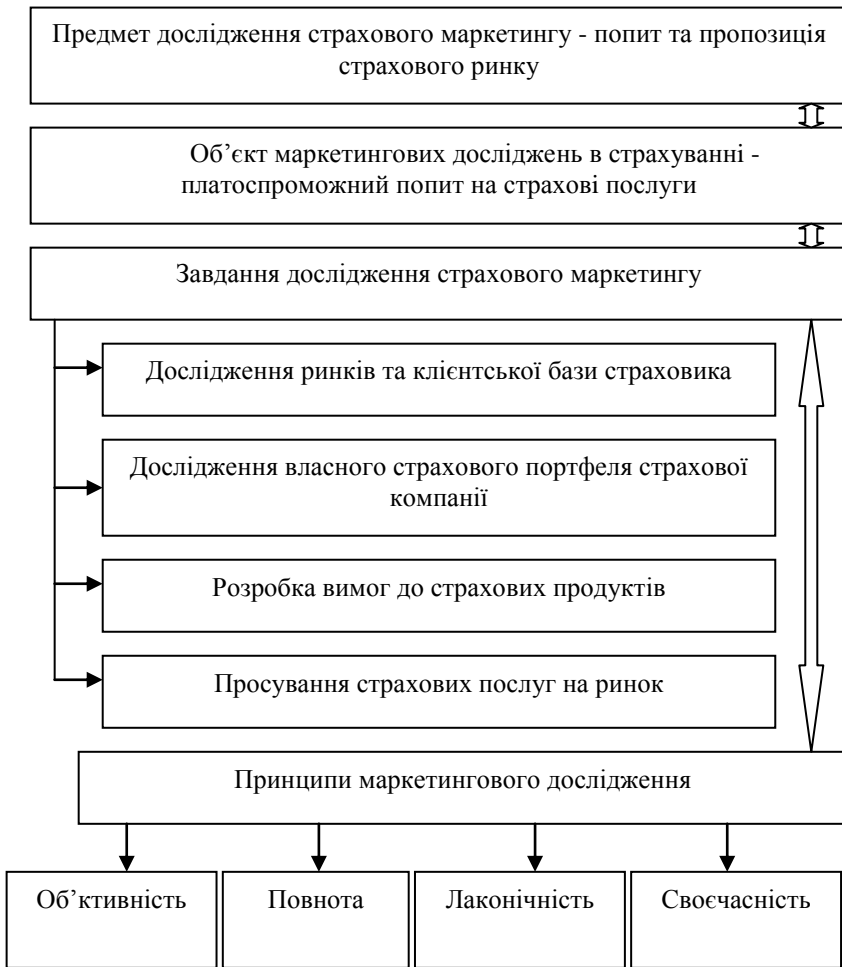 Предмет дослідження страхового маркетингу - попит та пропозиція
страхового ринку
Об’єкт маркетингових досліджень в страхуванні -
платоспроможний попит на страхові послуги
Завдання дослідження страхового маркетингу
Дослідження ринків та клієнтської бази страховика
Дослідження власного страхового портфеля страхової
компанії
Розробка вимог до страхових продуктів
Просування страхових послуг на ринок
Принципи маркетингового дослідження
Об’ктивність
Повнота
Лаконічність
Своєчасність